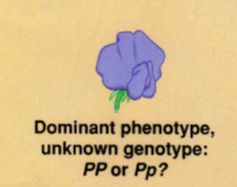 Dominant phenotype,
unknown genotype:
PP or Pp?